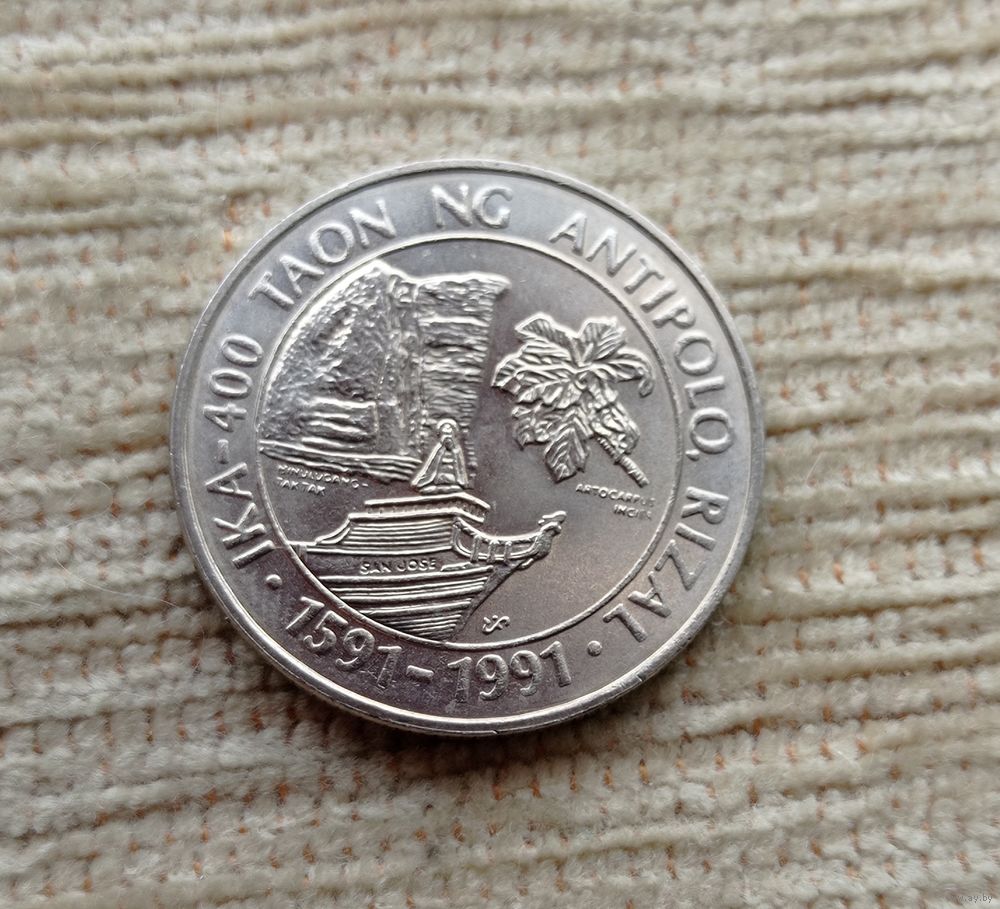 IKA-400 TAON NG ANTIPOLO, RIZAL
HINULUGANG-
TAKTAK
ARTOCARPUS
INCISA
SAN JOSE
• 1591-1991 •